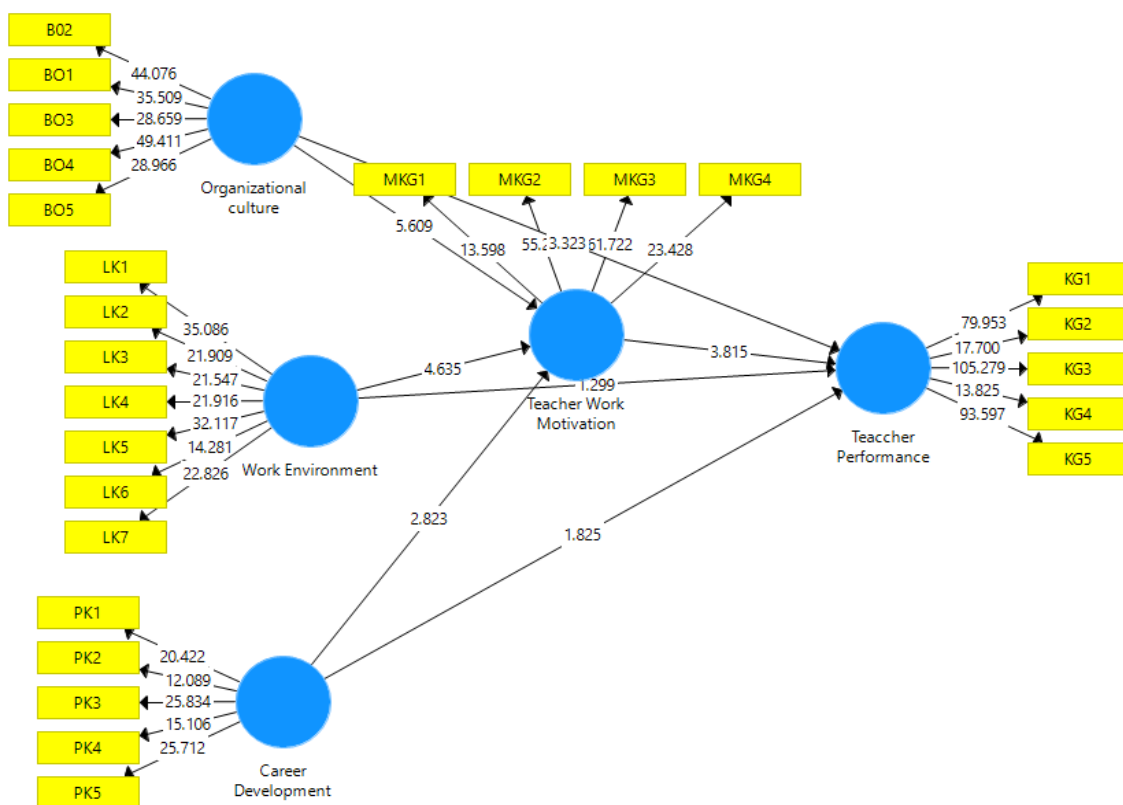 B02
BO1
BO3
BO4
BO5
44.076
35.509
28.659
49.411
28.966
Organizational
culture
MKG1
MKG2
MKG3
MKG4
5.609
13.598
3.323
61.722
23.428
LK1
LK2
LK3
LK4
LK5
LK6
LK7
35.086
21.909
21.547
21.916
32.117
14.281
22.826
Work Environment
4.635
1.299
Teacher Work
Motivation
3.815
KG1
KG2
KG3
KG4
KG5
79.953
17.700
105.279
13.825
93.597
Teaccher
Performance
2.823
1.825
PK1
PK2
PK3
PK4
PK5
20.422
12.089
25.834
15.106
25.712
Career
Development